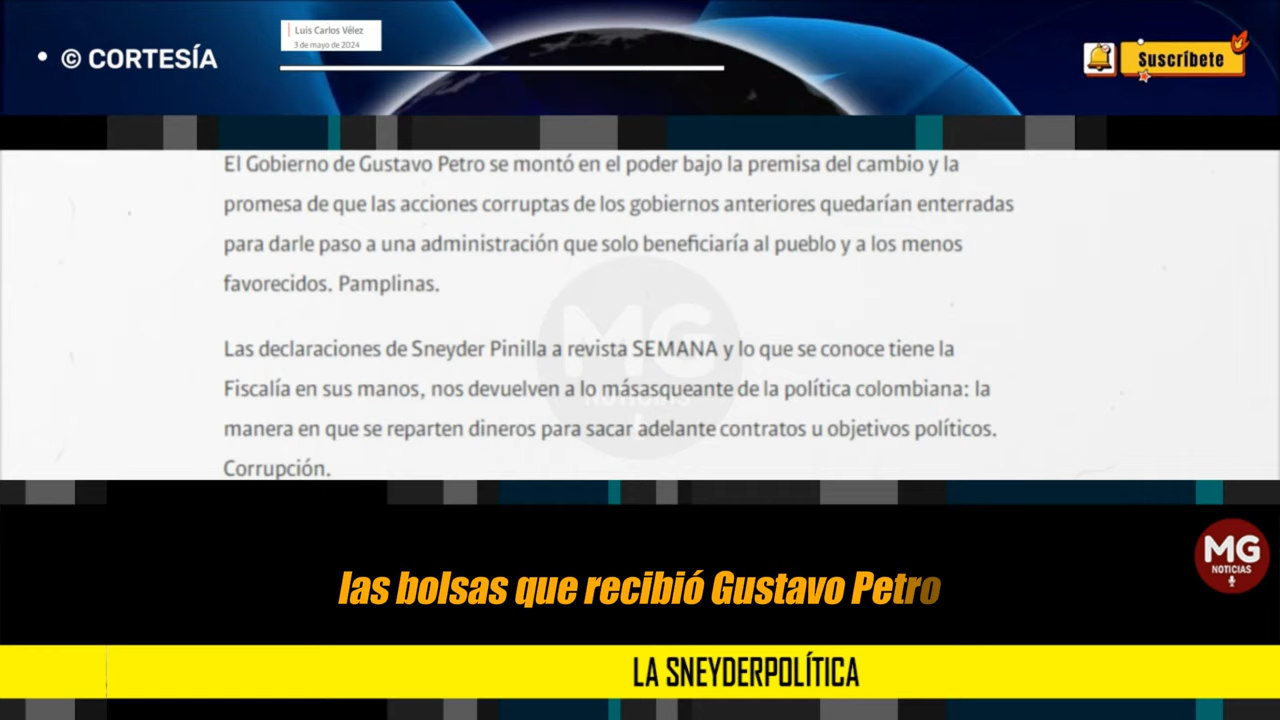 Luis Carlos Vélez
3 de mayo de 2024
• © CORTESÍA
Suscríbete
El Gobierno de Gustavo Petro se montó en el poder bajo la premisa del cambio y la
promesa de que las acciones corruptas de los gobiernos anteriores quedarían enterradas
para darle paso a una administración que solo beneficiaría al pueblo y a los menos
favorecidos. Pamplinas.
Las declaraciones de Sneyder Pinilla a revista SEMANA y lo que se conoce tiene la
Fiscalía en sus manos, nos devuelven a lo másasqueante de la política colombiana: la
manera en que se reparten dineros para sacar adelante contratos u objetivos políticos.
Corrupción.
MG
NOTICIAS
las bolsas que recibió Gustavo Petro
MG
NOTICIAS
LA SNEYDERPOLÍTICA